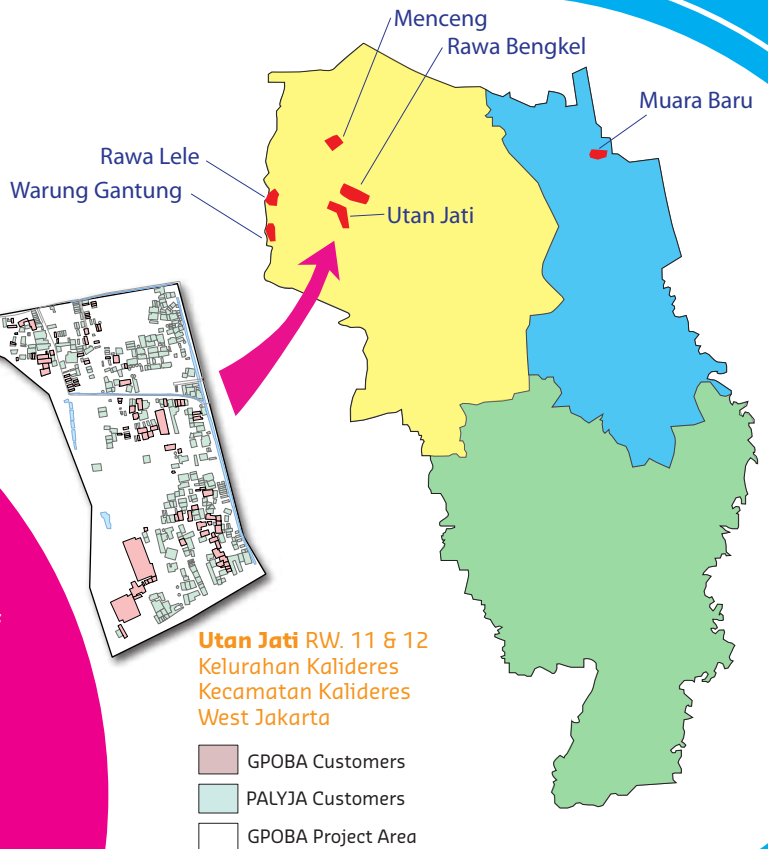 Menceng
Rawa Bengkel
Muara Baru
Rawa Lele
Warung Gantung
Utan Jati
Utan Jati RW. 11 & 12
Kelurahan Kalideres
Kecamatan Kalideres
West Jakarta
GPOBA Customers
PALYJA Customers
GPOBA Project Area